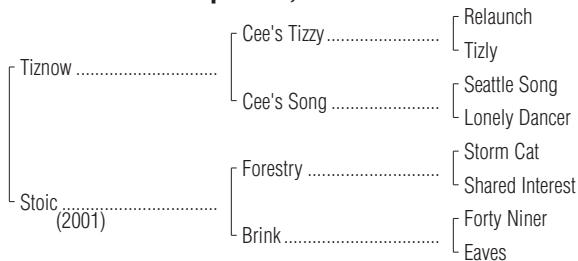 Relaunch
Cee's Tizzy
Tizly
Tiznow
Seattle Song
Cee's Song
Lonely Dancer
Storm Cat
Forestry
Shared Interest
Stoic
(2001)
Forty Niner
Brink
Eaves